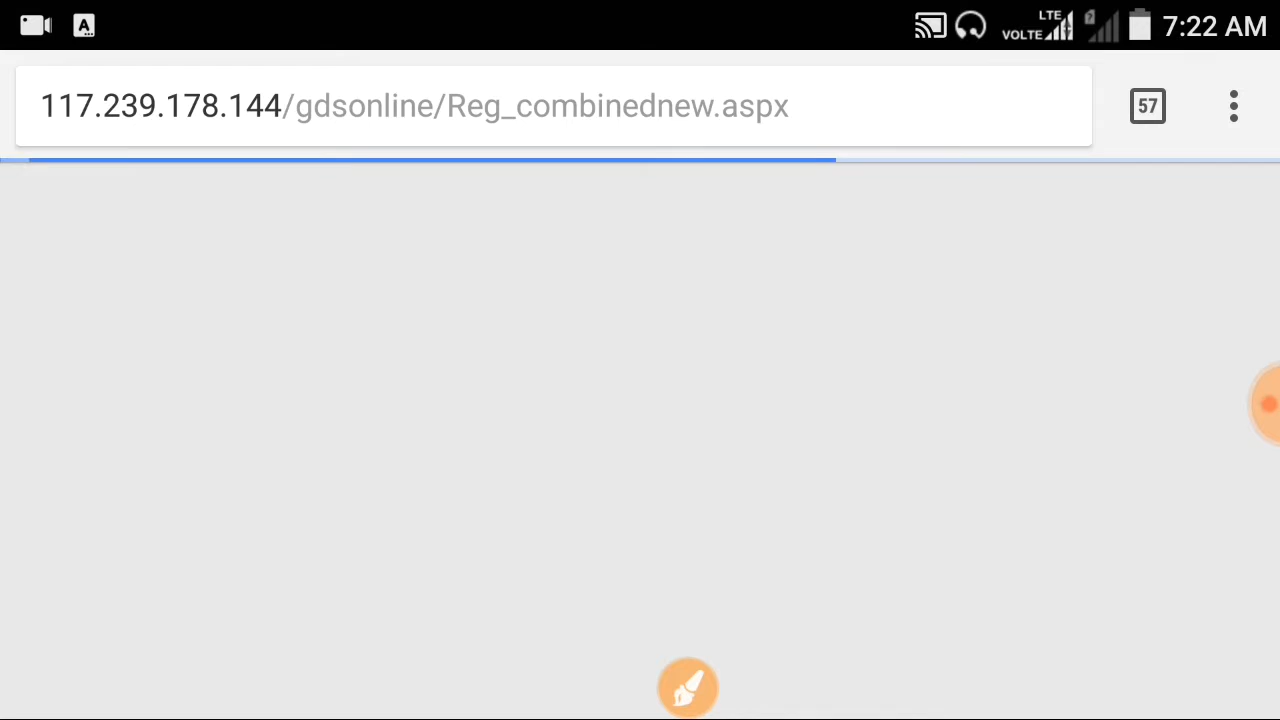 A
LTE
VOLTE
?
7:22 AM
117.239.178.144/gdsonline/Reg_combinednew.aspx
57